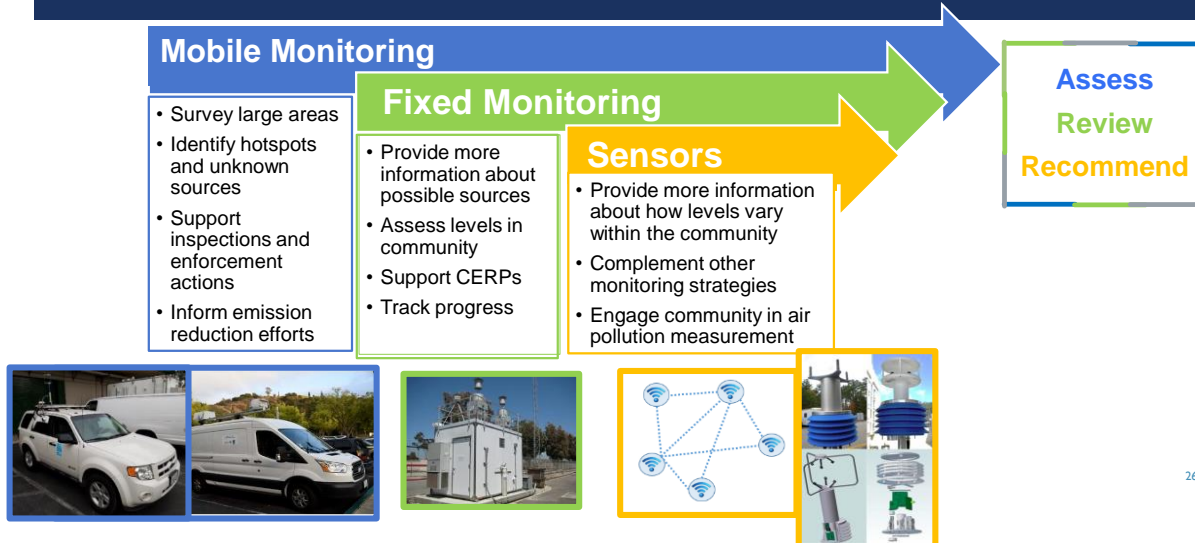 Mobile Monitoring
• Survey large areas
• Identify hotspots
and unknown
sources
• Support
inspections and
enforcement
actions
• Inform emission
reduction efforts
Fixed Monitoring
• Provide more
information about
possible sources
• Assess levels in
community
• Support CERPs
• Track progress
Sensors
• Provide more information
about how levels vary
within the community
• Complement other
monitoring strategies
• Engage community in air
pollution measurement
Assess
Review
Recommend
26